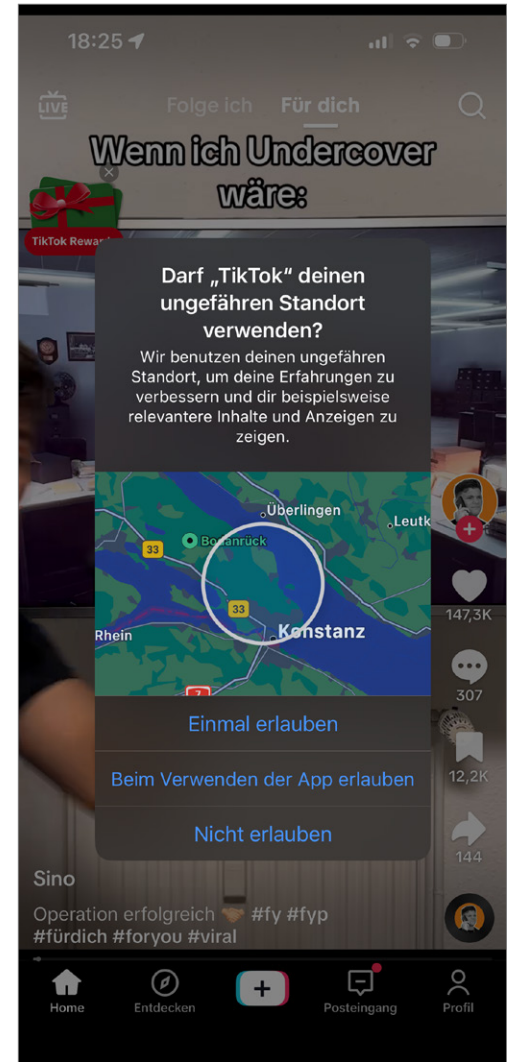 18:25
LIVE
Folge ich Für dich
Wenn ich Undercover
wäre:
TikTok
Darf „TikTok“ deinen
ungefähren Standort
verwenden?
Wir benutzen deinen ungefähren
Standort, um deine Erfahrungen zu
verbessern und dir beispielsweise
relevantere Inhalte und Anzeigen zu
zeigen.
Überlingen
Bodanrück
33
33
Rhein
Konstanz
7
Einmal erlauben
Beim Verwenden der App erlauben
Nicht erlauben
147,3K
307
12,2K
144
Sino
Operation erfolgreich 🤝 #fy #fyp
#fürdich #foryou #viral
Home
Entdecken
Posteingang
Profil